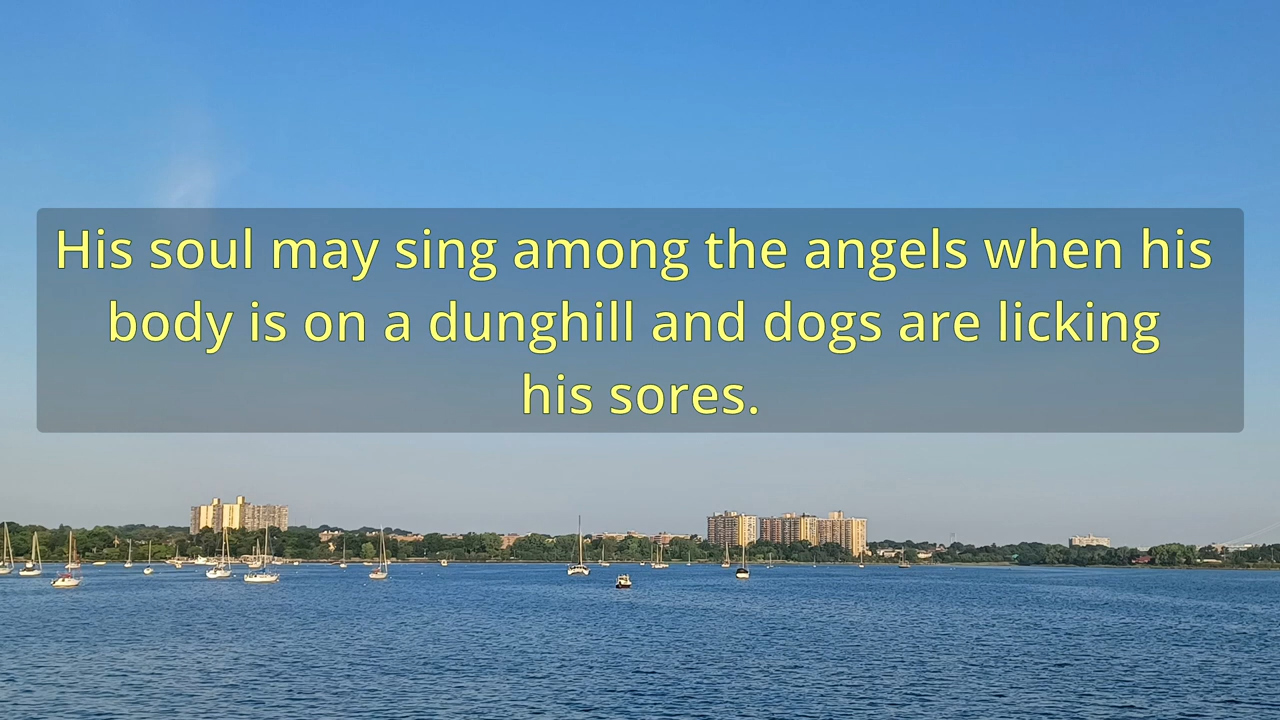 His soul may sing among the angels when his
body is on a dunghill and dogs are licking
his sores.